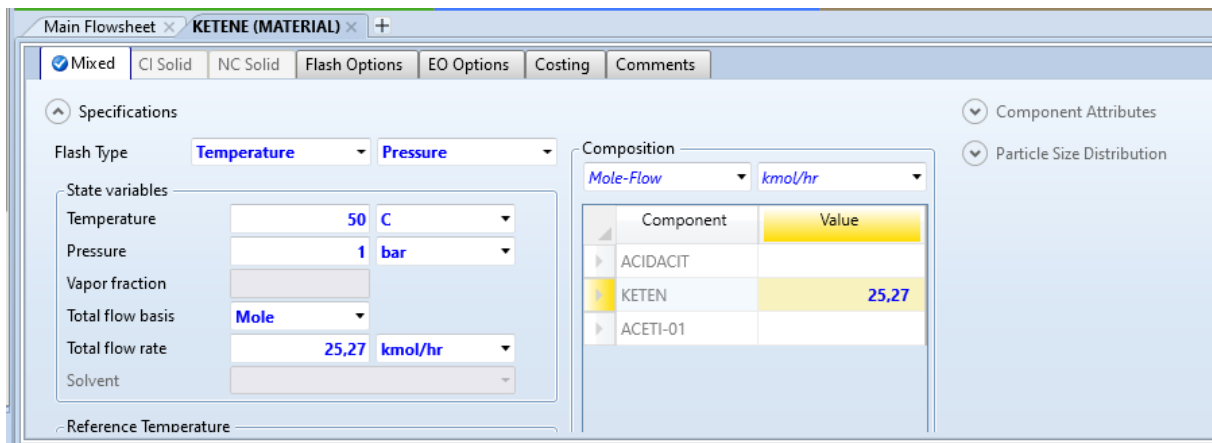 Main Flowsheet KETENE (MATERIAL)
Mixed CI Solid NC Solid Flash Options EO Options Costing Comments
Specifications
Flash Type Temperature Pressure
State variables
Temperature 50 C
Pressure 1 bar
Vapor fraction
Total flow basis Mole
Total flow rate 25,27 kmol/hr
Solvent
Reference Temperature
Composition
Mole-Flow kmol/hr
Component Value
ACIDACIT
KETEN 25,27
ACETI-01
Component Attributes
Particle Size Distribution